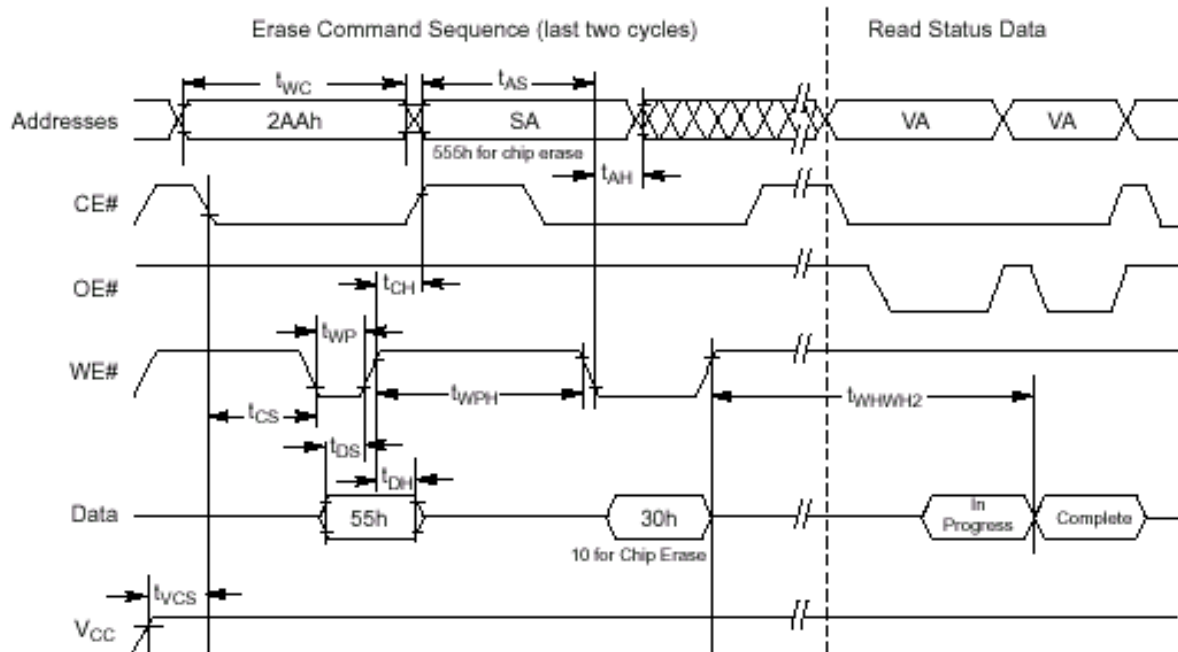 Erase Command Sequence (last two cycles) Read Status Data
tWC tAS
Addresses 2AAh SA VA VA
555h for chip erase
tAH
CE#
OE# tCH
tWP
WE#
tWPH tWHWH2
tCS
tDS
tDH
Data 55h 30h In Progress Complete
10 for Chip Erase
tVCS
VCC